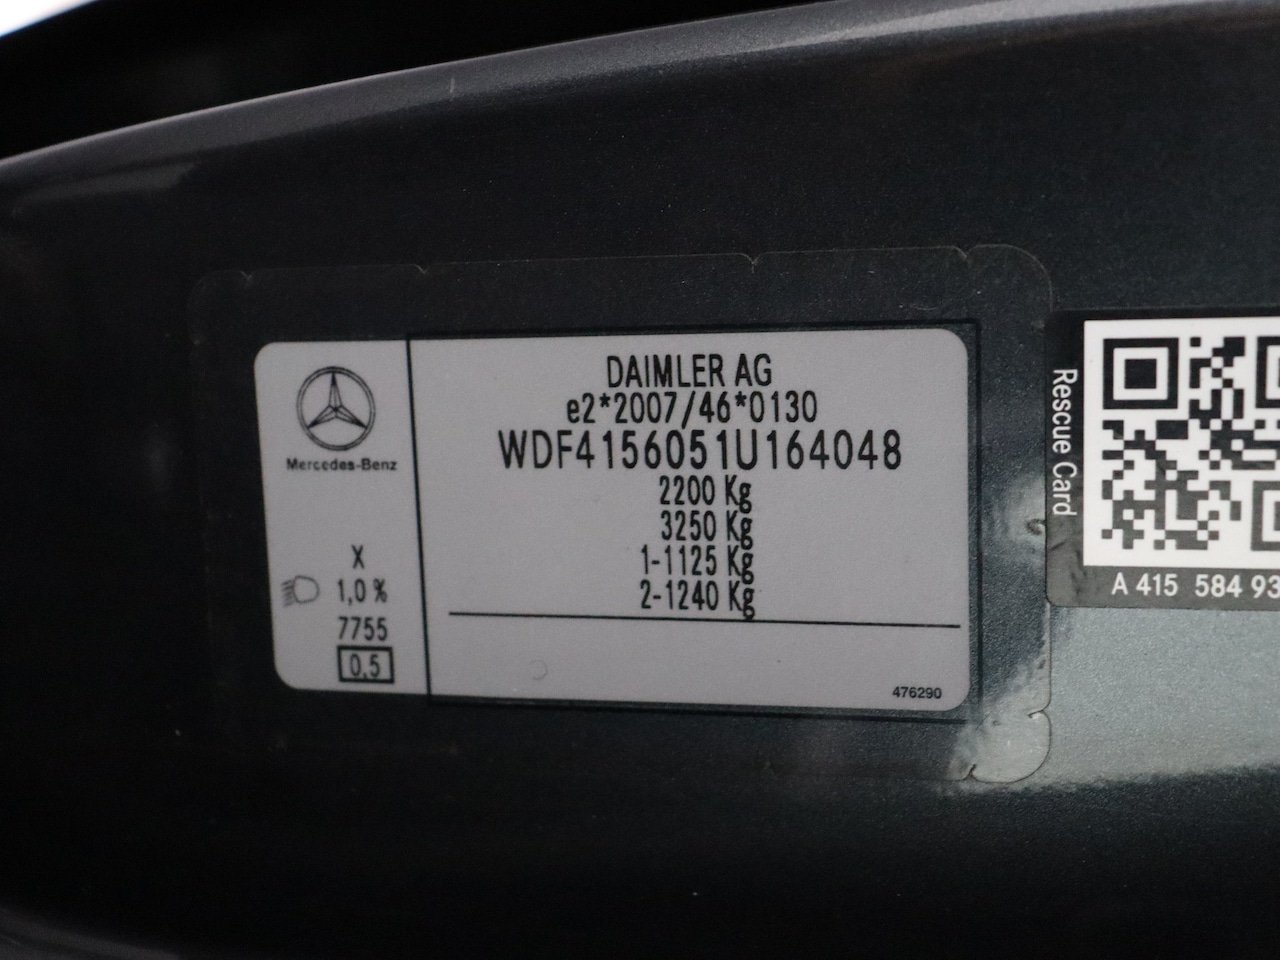 Mercedes-Benz
X
1,0 %
7755
0,5
DAIMLER AG
e2*2007/46*0130
WDF4156051U164048
2200 Kg
3250 Kg
1-1125 Kg
2-1240 Kg
476290
Rescue Card
A 415 584 93